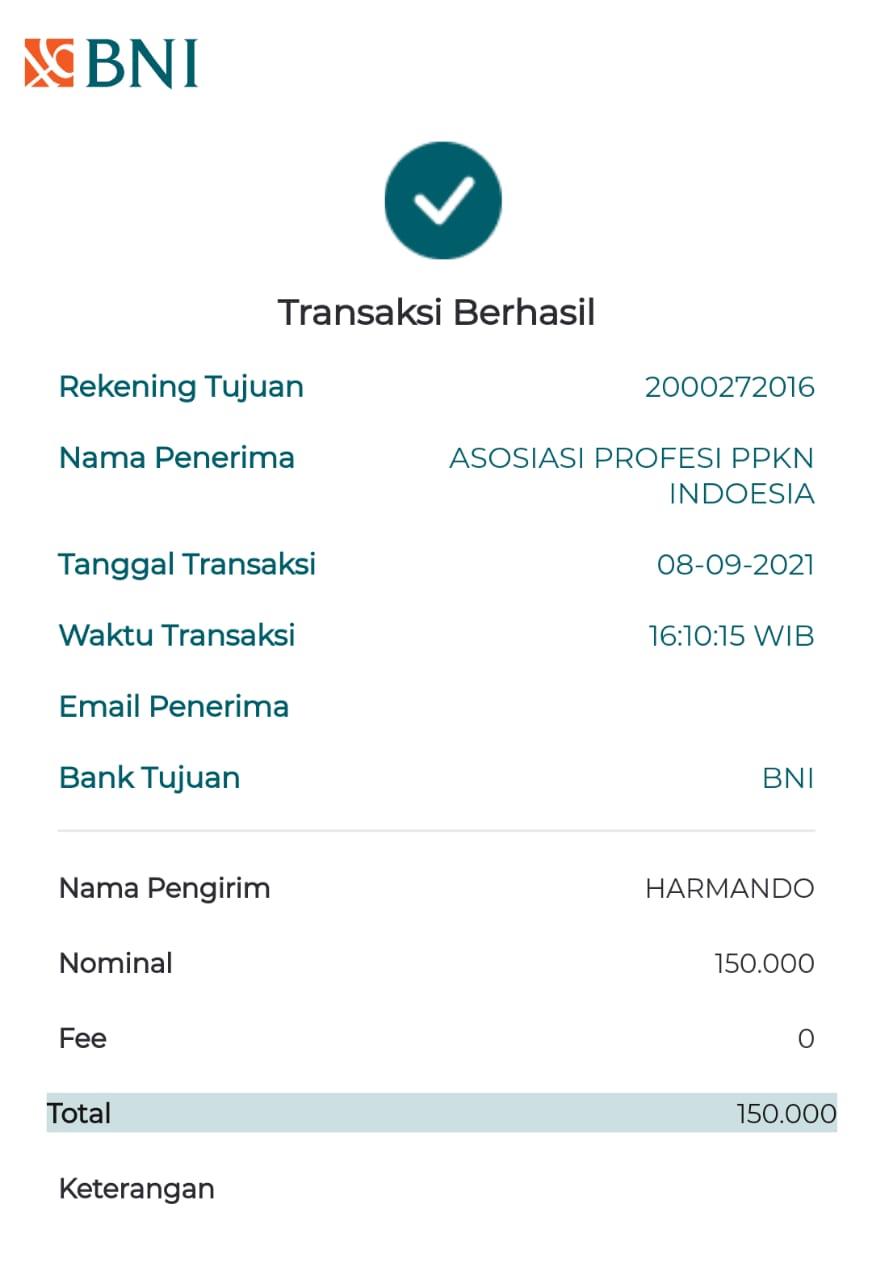 BNI
Transaksi Berhasil
Rekening Tujuan 2000272016
Nama Penerima ASOSIASI PROFESI PPKN
INDOESIA
Tanggal Transaksi 08-09-2021
Waktu Transaksi 16:10:15 WIB
Email Penerima
Bank Tujuan BNI
Nama Pengirim HARMANDO
Nominal 150.000
Fee 0
Total 150.000
Keterangan